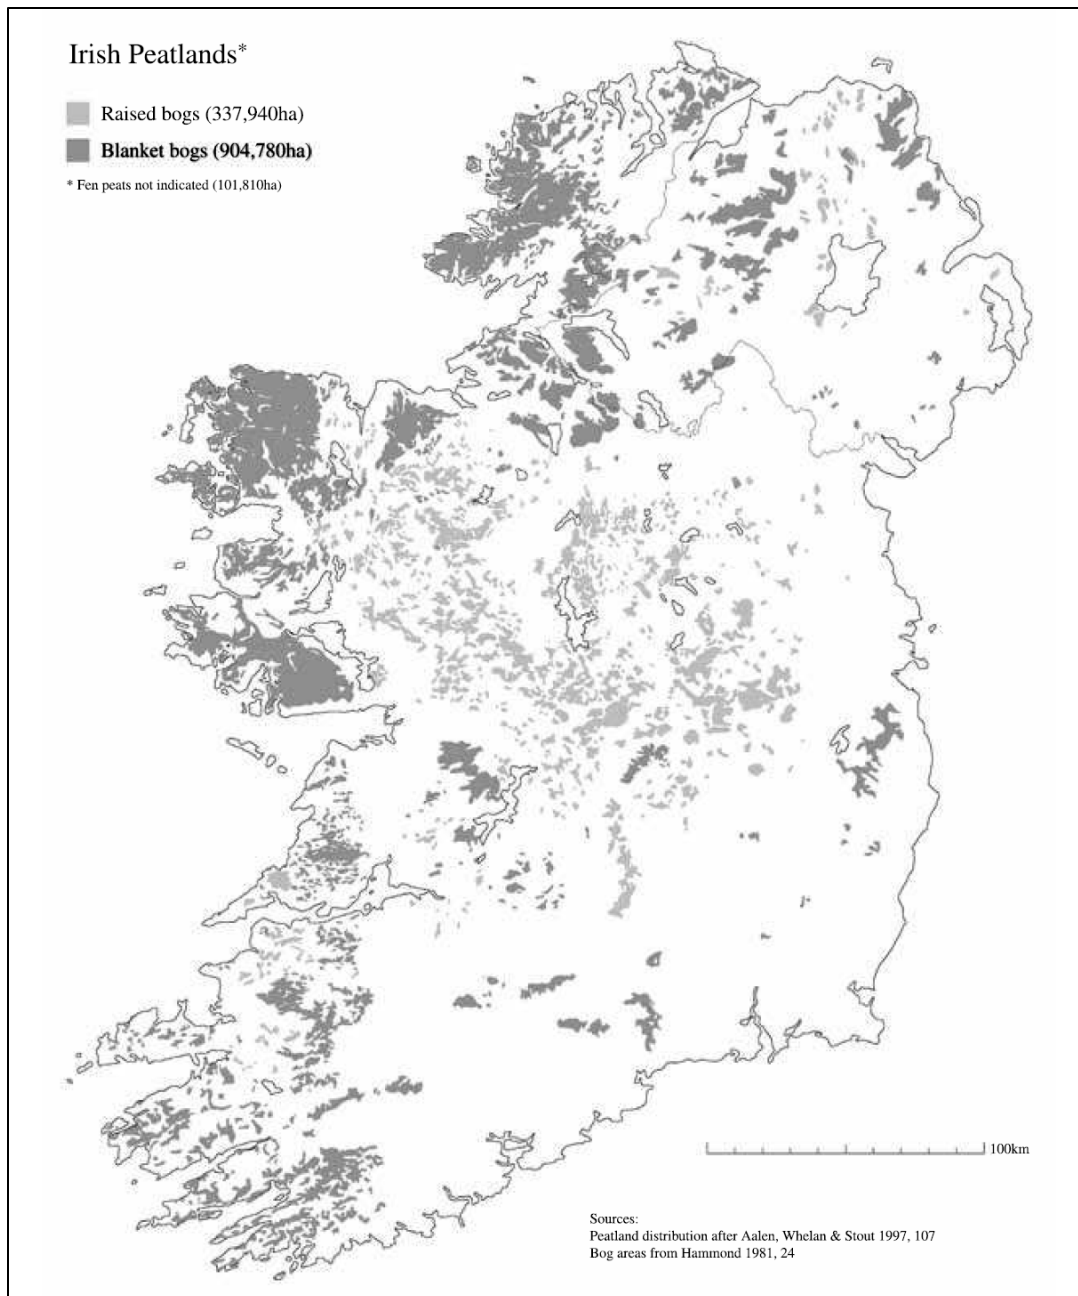 Irish Peatlands*
Raised bogs (337,940ha)
Blanket bogs (904,780ha)
* Fen peats not indicated (101,810ha)
100km
Sources:
Peatland distribution after Aalen, Whelan & Stout 1997, 107
Bog areas from Hammond 1981, 24